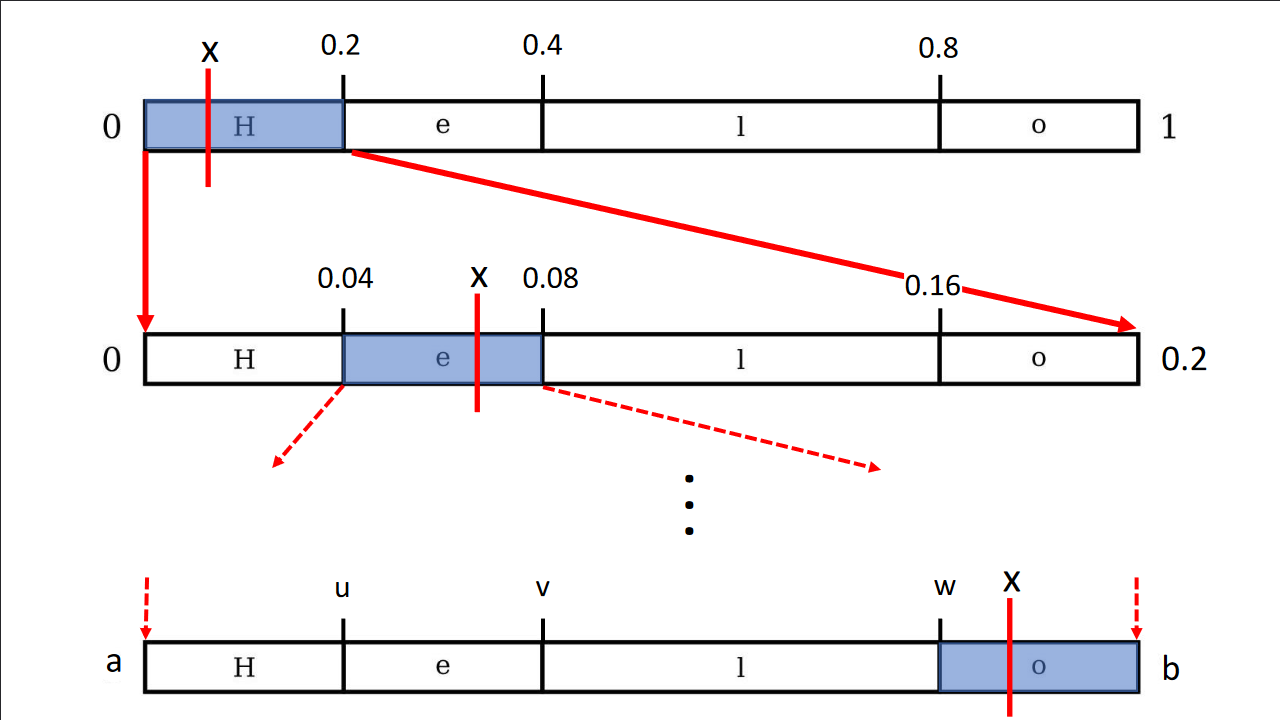 x 0.2 0.4 0.8
0 H e l o 1
0.04 x 0.08 0.16
0 H e l o 0.2
u v w x
a H e l o b